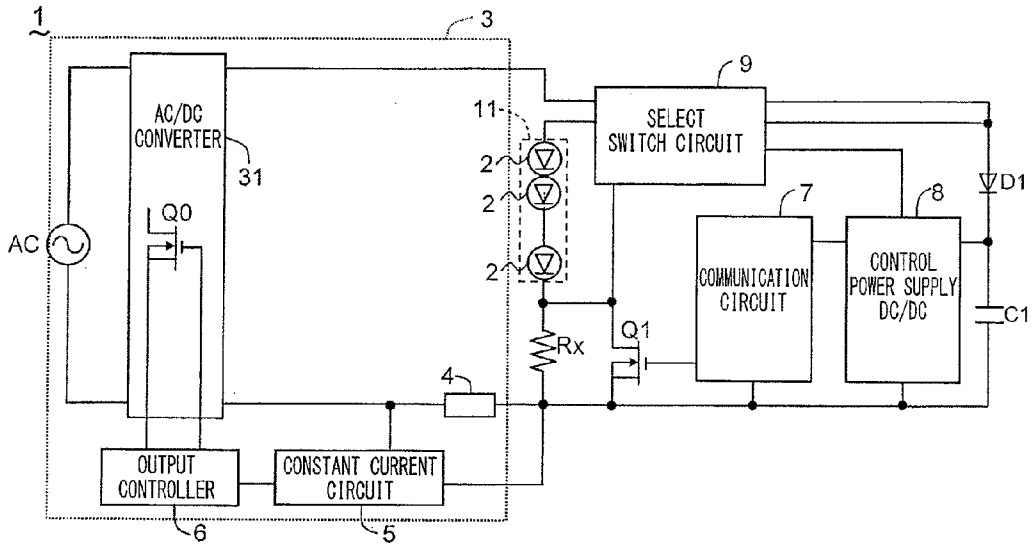 1
3
AC/DC
CONVERTER
31
Q0
AC
11
2
2
2
9
SELECT
SWITCH CIRCUIT
D1
7
8
COMMUNICATION
CIRCUIT
CONTROL
POWER SUPPLY
DC/DC
C1
Q1
Rx
4
OUTPUT
CONTROLLER
6
CONSTANT CURRENT
CIRCUIT
5